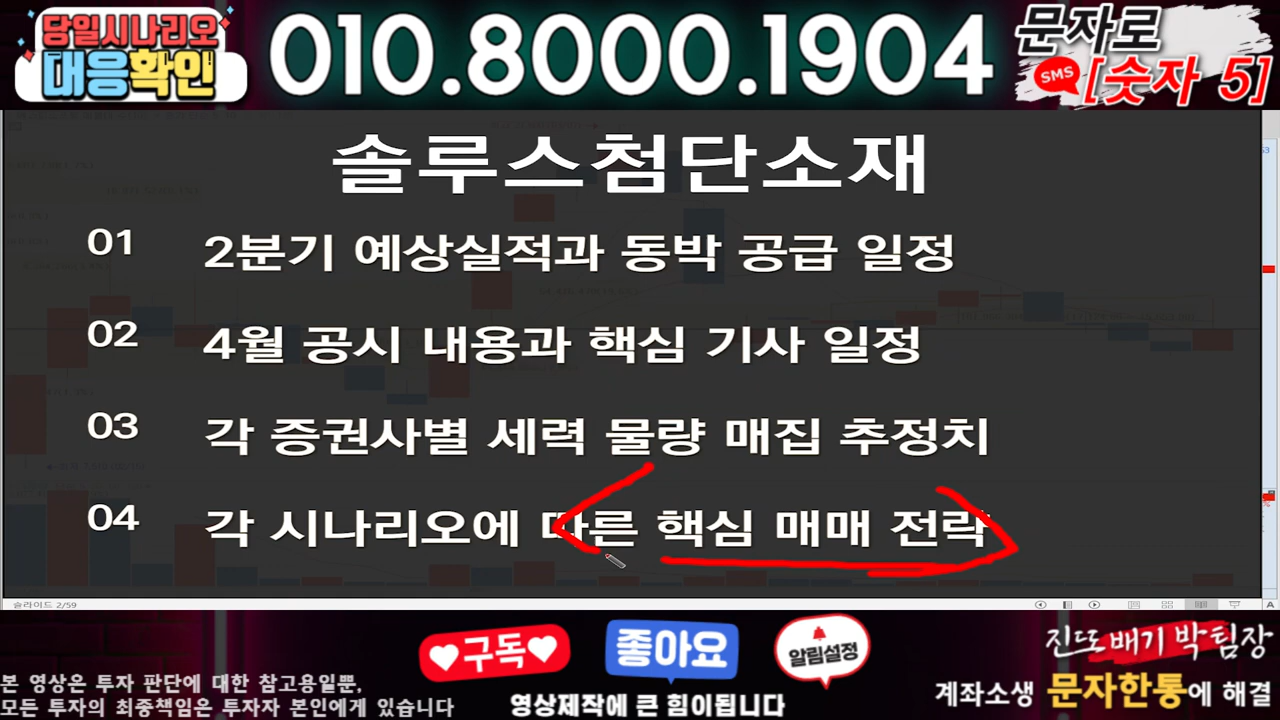 당일시나리오
대응확인
010.8000.1904
문자로
SMS
[숫자 5]
솔루스첨단소재
01 2분기 예상실적과 동박 공급 일정
02 4월 공시 내용과 핵심 기사 일정
03 각 증권사별 세력 물량 매집 추정치
04 각 시나리오에 따른 핵심 매매 전략
슬라이드 2/59
구독
좋아요
알림설정
영상제작에 큰 힘이됩니다
본 영상은 투자 판단에 대한 참고용일뿐,
모든 투자의 최종책임은 투자자 본인에게 있습니다
진또배기 박팀장
계좌소생 문자한통에 해결